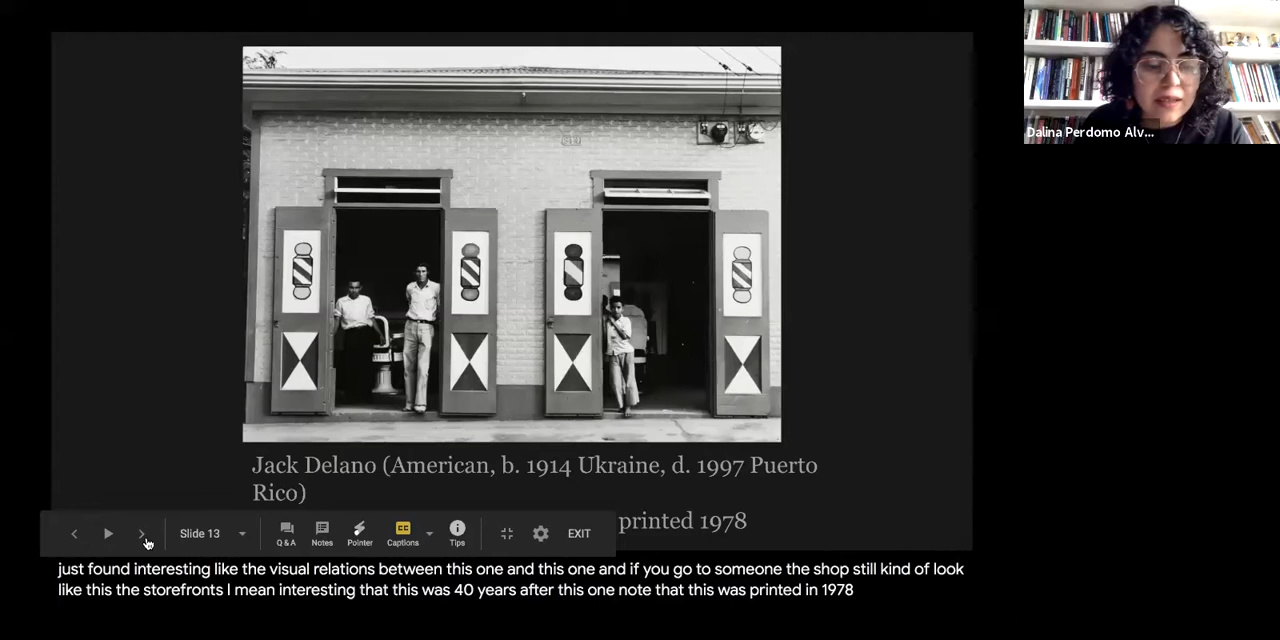 Dalina Perdomo Alv...
Jack Delano (American, b. 1914 Ukraine, d. 1997 Puerto
Rico)
printed 1978
Slide 13
Q & A
Notes
Pointer
CC
Captions
Tips
EXIT
just found interesting like the visual relations between this one and this one and if you go to someone the shop still kind of look
like this the storefronts I mean interesting that this was 40 years after this one note that this was printed in 1978